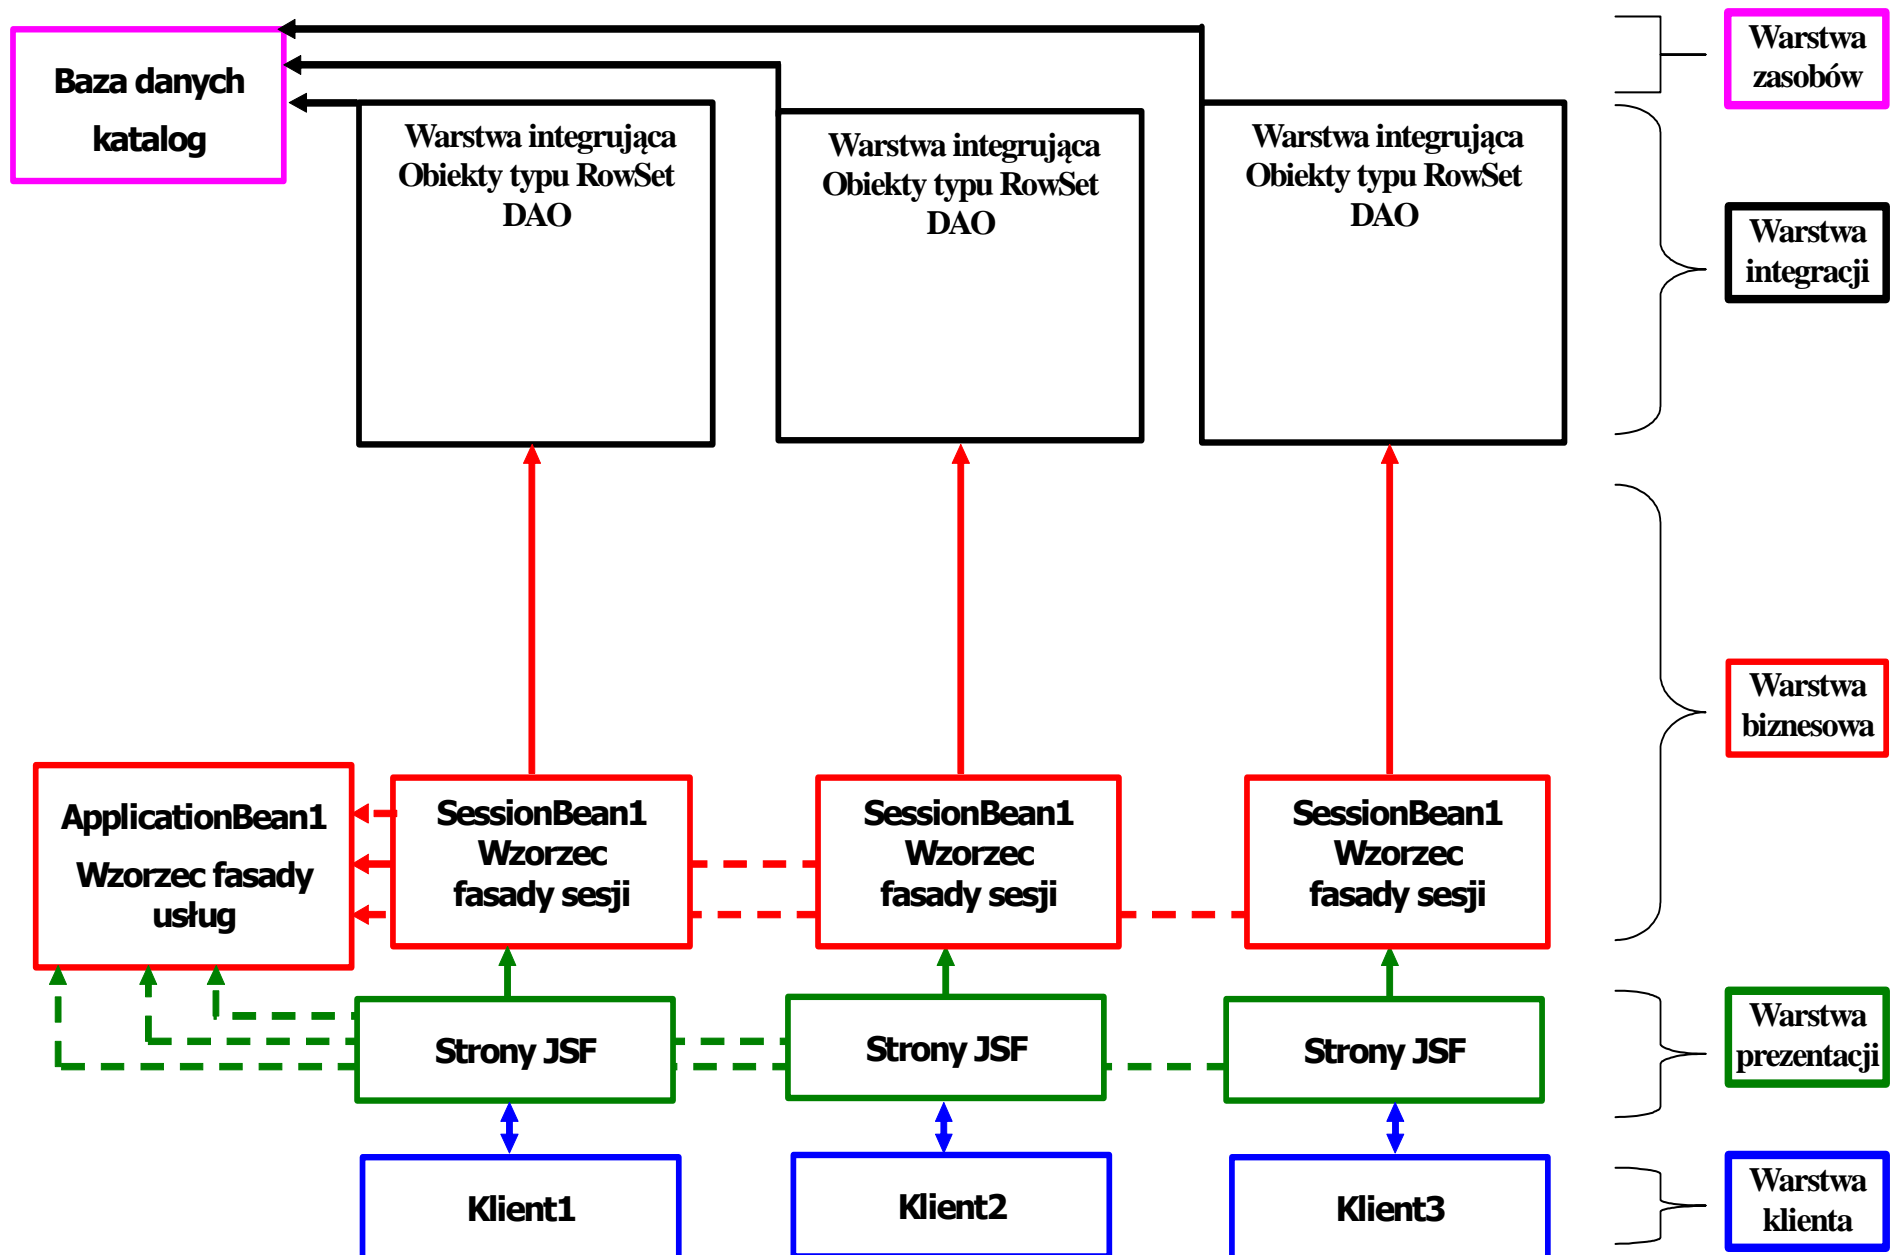 Baza danych
katalog
Warstwa integrująca
Obiekty typu RowSet
DAO
Warstwa integrująca
Obiekty typu RowSet
DAO
Warstwa integrująca
Obiekty typu RowSet
DAO
Warstwa
zasobów
Warstwa
integracji
Warstwa
biznesowa
ApplicationBean1
Wzorzec fasady
usług
SessionBean1
Wzorzec
fasady sesji
SessionBean1
Wzorzec
fasady sesji
SessionBean1
Wzorzec
fasady sesji
Strony JSF
Strony JSF
Strony JSF
Warstwa
prezentacji
Klient1
Klient2
Klient3
Warstwa
klienta